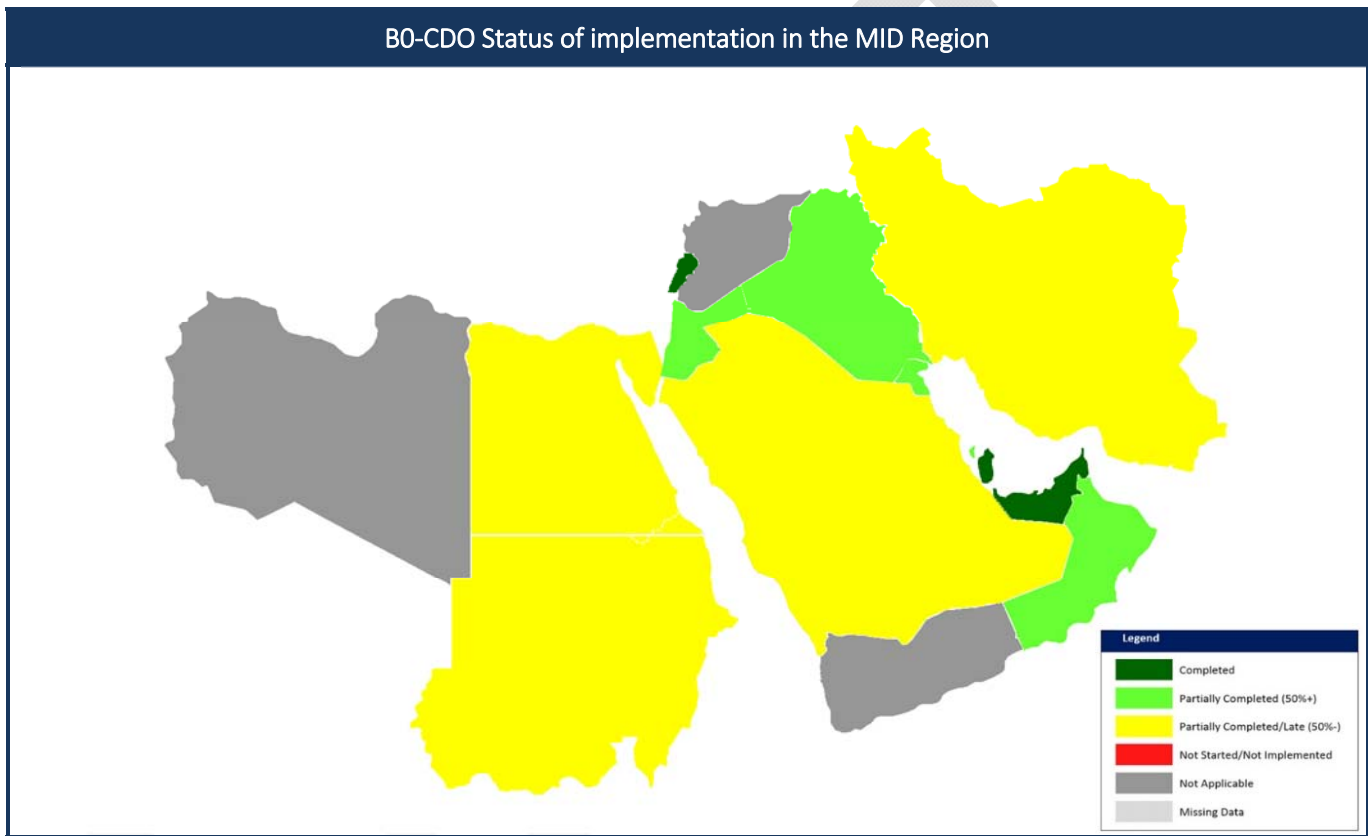 B0-CDO Status of implementation in the MID Region
Legend
Completed
Partially Completed (50%+)
Partially Completed/Late (50%-)
Not Started/Not Implemented
Not Applicable
Missing Data